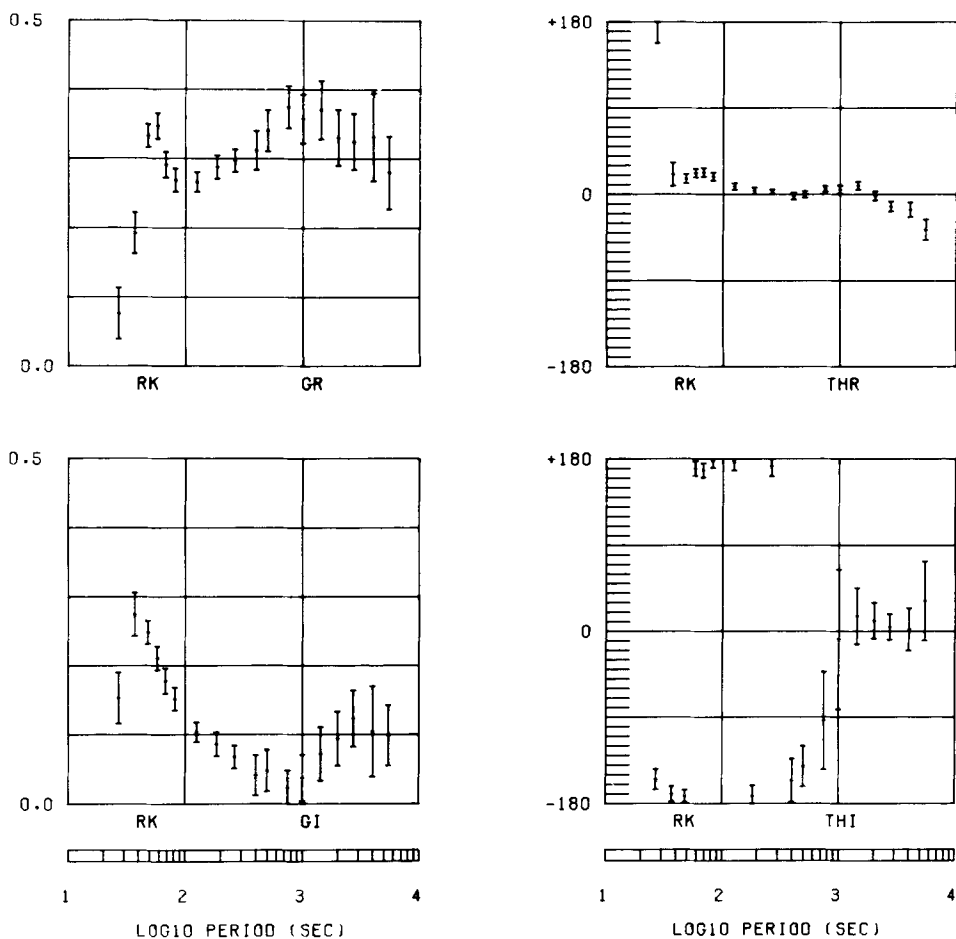 0.5
0.0
RK GR
+180
0
-180
RK THR
0.5
0.0
RK GI
1 2 3 4
LOG10 PERIOD (SEC)
+180
0
-180
RK THI
1 2 3 4
LOG10 PERIOD (SEC)